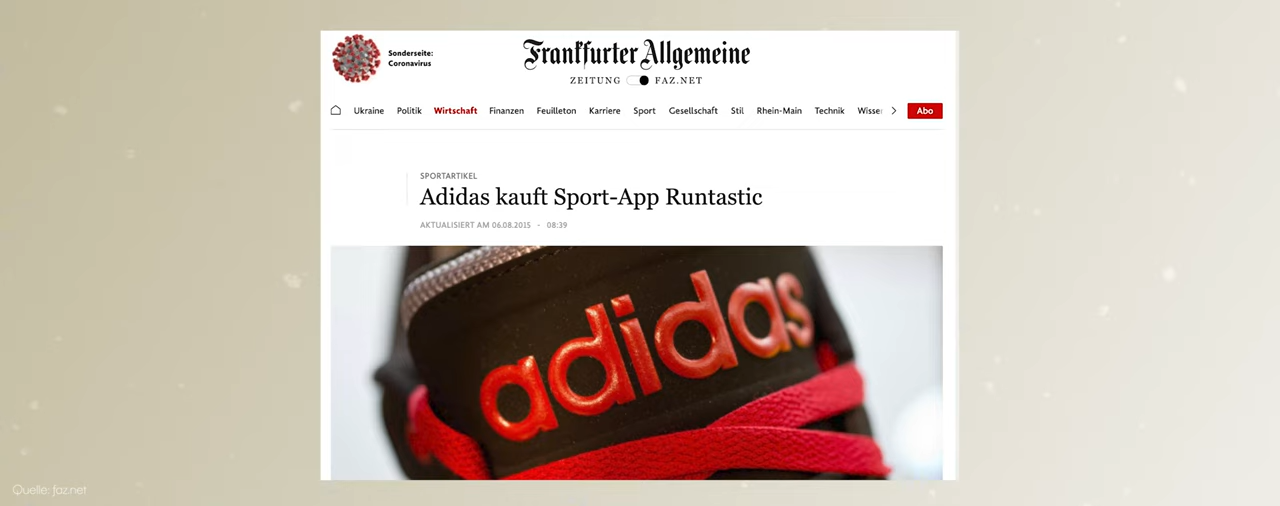 Sonderseite:
Coronavirus
Frankfurter Allgemeine
ZEITUNG FAZ.NET
Ukraine Politik Wirtschaft Finanzen Feuilleton Karriere Sport Gesellschaft Stil Rhein-Main Technik Wisse Abo
SPORTARTIKEL
Adidas kauft Sport-App Runtastic
AKTUALISIERT AM 06.08.2015 - 08:39
adidas
Quelle: faz.net